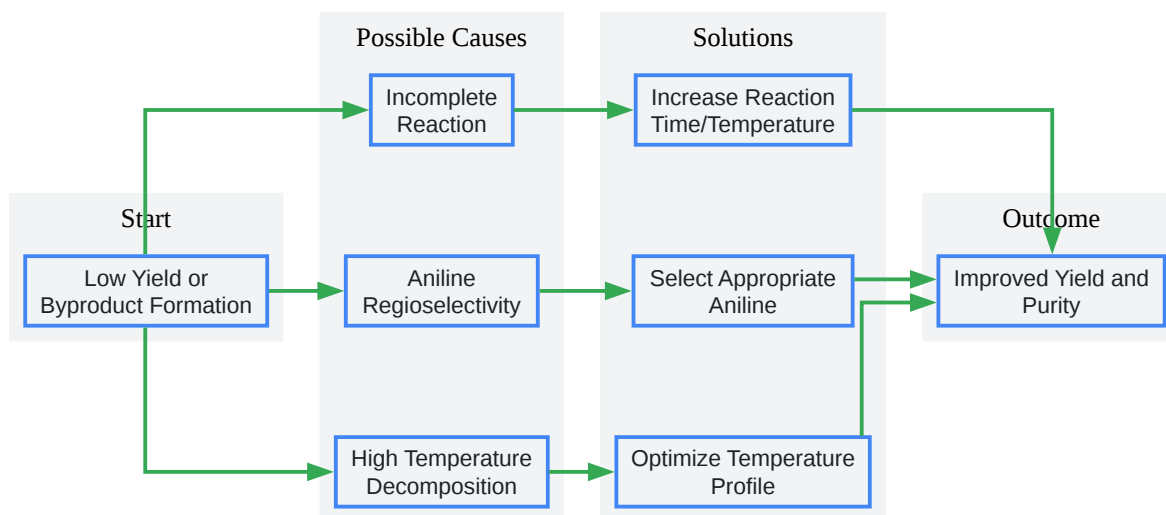 Possible Causes
Solutions
Incomplete
Reaction
Increase Reaction
Time/Temperature
Start
Outcome
Low Yield or
Byproduct Formation
Aniline
Regioselectivity
Select Appropriate
Aniline
Improved Yield and
Purity
High Temperature
Decomposition
Optimize Temperature
Profile